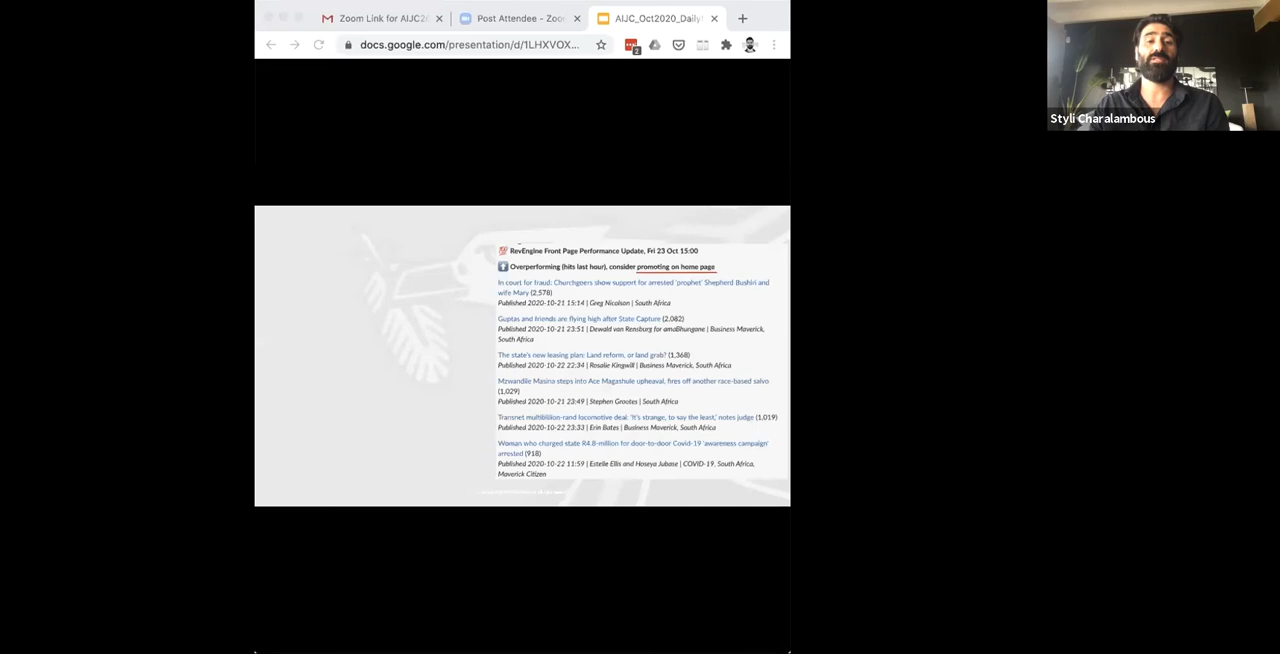 Zoom Link for AIJC2
Post Attendee - Zoo
AIJC_Oct2020_Daily
docs.google.com/presentation/d/1LHXVOX...
2
Styli Charalambous
RevEngine Front Page Performance Update, Fri 23 Oct 15:00
Overperforming (hits last hour), consider promoting on home page
In court for fraud: Churchgoers show support for arrested 'prophet' Shepherd Bushiri and
wife Mary (2,578)
Published 2020-10-21 15:14 | Greg Nicolson | South Africa
Guptas and friends are flying high after State Capture (2,082)
Published 2020-10-21 23:51 | Dewald van Rensburg for amaBhungane | Business Maverick,
South Africa
The state's new leasing plan: Land reform, or land grab? (1,368)
Published 2020-10-22 22:34 | Rosalie Kingwill | Business Maverick, South Africa
Mzwandile Masina steps into Ace Magashule upheaval, fires off another race-based salvo
(1,029)
Published 2020-10-21 23:49 | Stephen Grootes | South Africa
Transnet multibillion-rand locomotive deal: 'It's strange, to say the least,' notes judge (1,019)
Published 2020-10-22 23:33 | Erin Bates | Business Maverick, South Africa
Woman who charged state R4.8-million for door-to-door Covid-19 'awareness campaign'
arrested (918)
Published 2020-10-22 11:59 | Estelle Ellis and Hoseya Jubase | COVID-19, South Africa,
Maverick Citizen